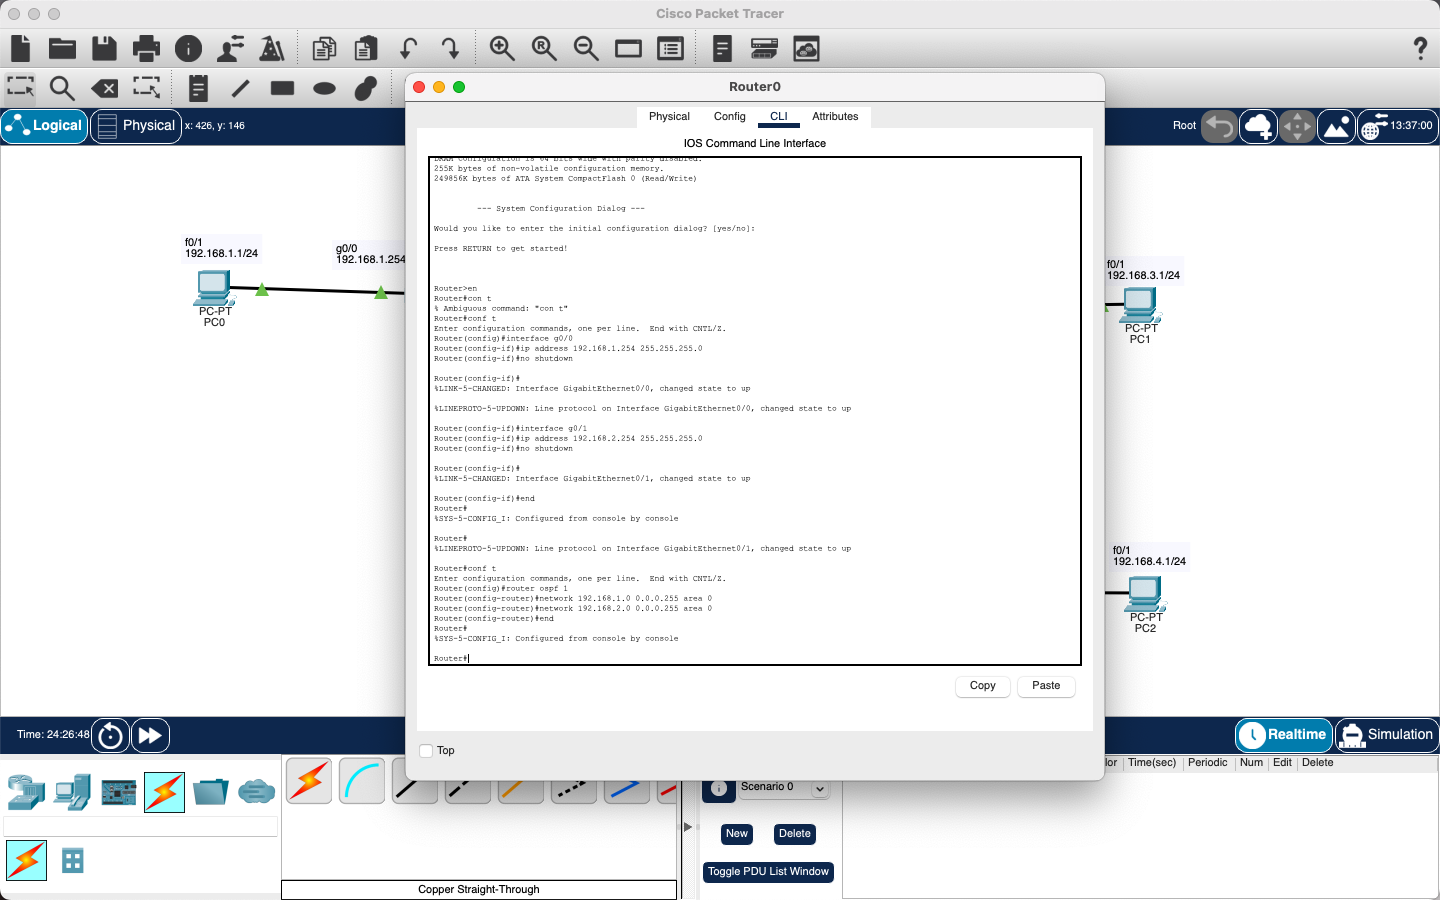 Cisco Packet Tracer
Logical
Physical
x: 426, y: 146
Root
13:37:00
f0/1
192.168.1.1/24
g0/0
192.168.1.254
PC-PT
PC0
f0/1
192.168.3.1/24
PC-PT
PC1
f0/1
192.168.4.1/24
PC-PT
PC2
Router0
Physical
Config
CLI
Attributes
IOS Command Line Interface
DRAM configuration is 64 bits wide with parity disabled.
255K bytes of non-volatile configuration memory.
249856K bytes of ATA System CompactFlash 0 (Read/Write)
--- System Configuration Dialog ---
Would you like to enter the initial configuration dialog? [yes/no]:
Press RETURN to get started!
Router>en
Router#con t
% Ambiguous command: "con t"
Router#conf t
Enter configuration commands, one per line.  End with CNTL/Z.
Router(config)#interface g0/0
Router(config-if)#ip address 192.168.1.254 255.255.255.0
Router(config-if)#no shutdown
Router(config-if)#
%LINK-5-CHANGED: Interface GigabitEthernet0/0, changed state to up
%LINEPROTO-5-UPDOWN: Line protocol on Interface GigabitEthernet0/0, changed state to up
Router(config-if)#interface g0/1
Router(config-if)#ip address 192.168.2.254 255.255.255.0
Router(config-if)#no shutdown
Router(config-if)#
%LINK-5-CHANGED: Interface GigabitEthernet0/1, changed state to up
Router(config-if)#end
Router#
%SYS-5-CONFIG_I: Configured from console by console
Router#
%LINEPROTO-5-UPDOWN: Line protocol on Interface GigabitEthernet0/1, changed state to up
Router#conf t
Enter configuration commands, one per line.  End with CNTL/Z.
Router(config)#router ospf 1
Router(config-router)#network 192.168.1.0 0.0.0.255 area 0
Router(config-router)#network 192.168.2.0 0.0.0.255 area 0
Router(config-router)#end
Router#
%SYS-5-CONFIG_I: Configured from console by console
Router#
Copy
Paste
Top
Time: 24:26:48
Realtime
Simulation
lor
Time(sec)
Periodic
Num
Edit
Delete
Scenario 0
New
Delete
Toggle PDU List Window
Copper Straight-Through